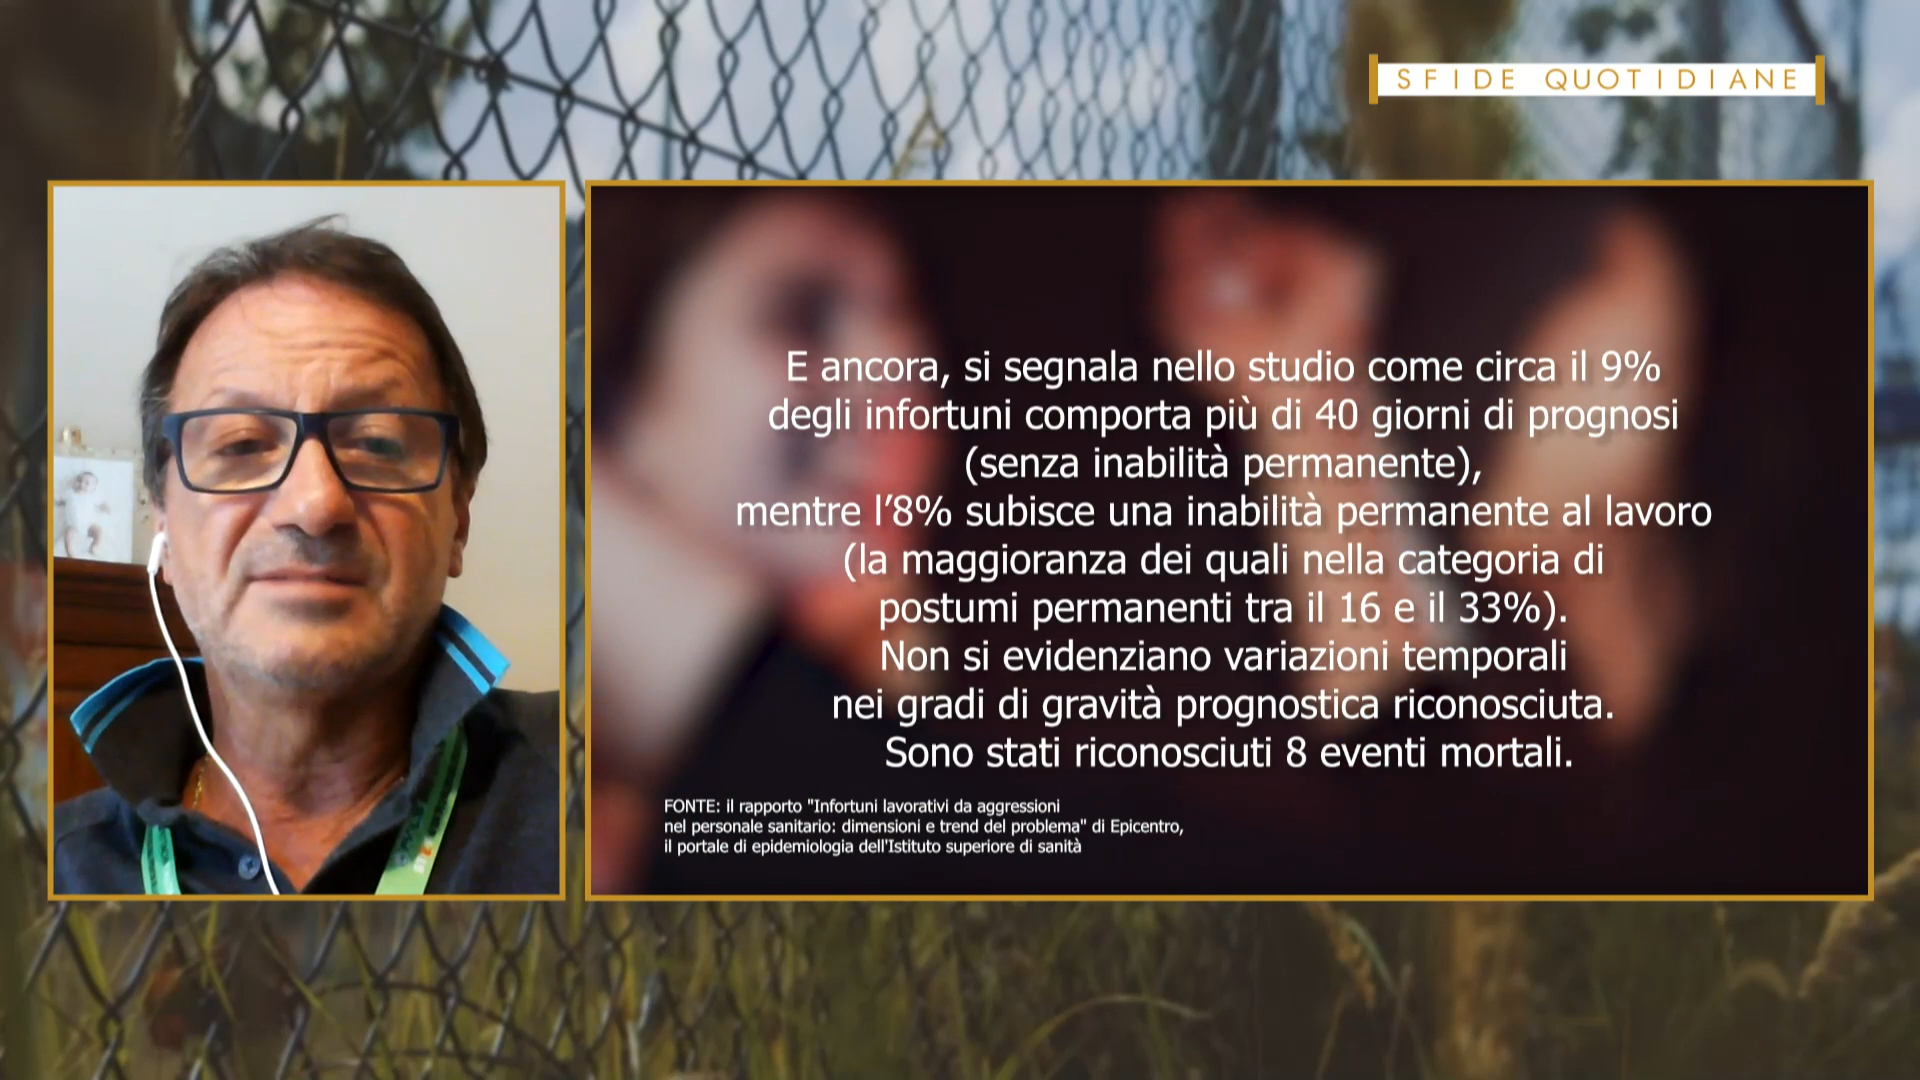 SFIDE QUOTIDIANE
E ancora, si segnala nello studio come circa il 9%
degli infortuni comporta più di 40 giorni di prognosi
(senza inabilità permanente),
mentre l'8% subisce una inabilità permanente al lavoro
(la maggioranza dei quali nella categoria di
postumi permanenti tra il 16 e il 33%).
Non si evidenziano variazioni temporali
nei gradi di gravità prognostica riconosciuta.
Sono stati riconosciuti 8 eventi mortali.
FONTE: il rapporto "Infortuni lavorativi da aggressioni
nel personale sanitario: dimensioni e trend del problema" di Epicentro,
il portale di epidemiologia dell'Istituto superiore di sanità